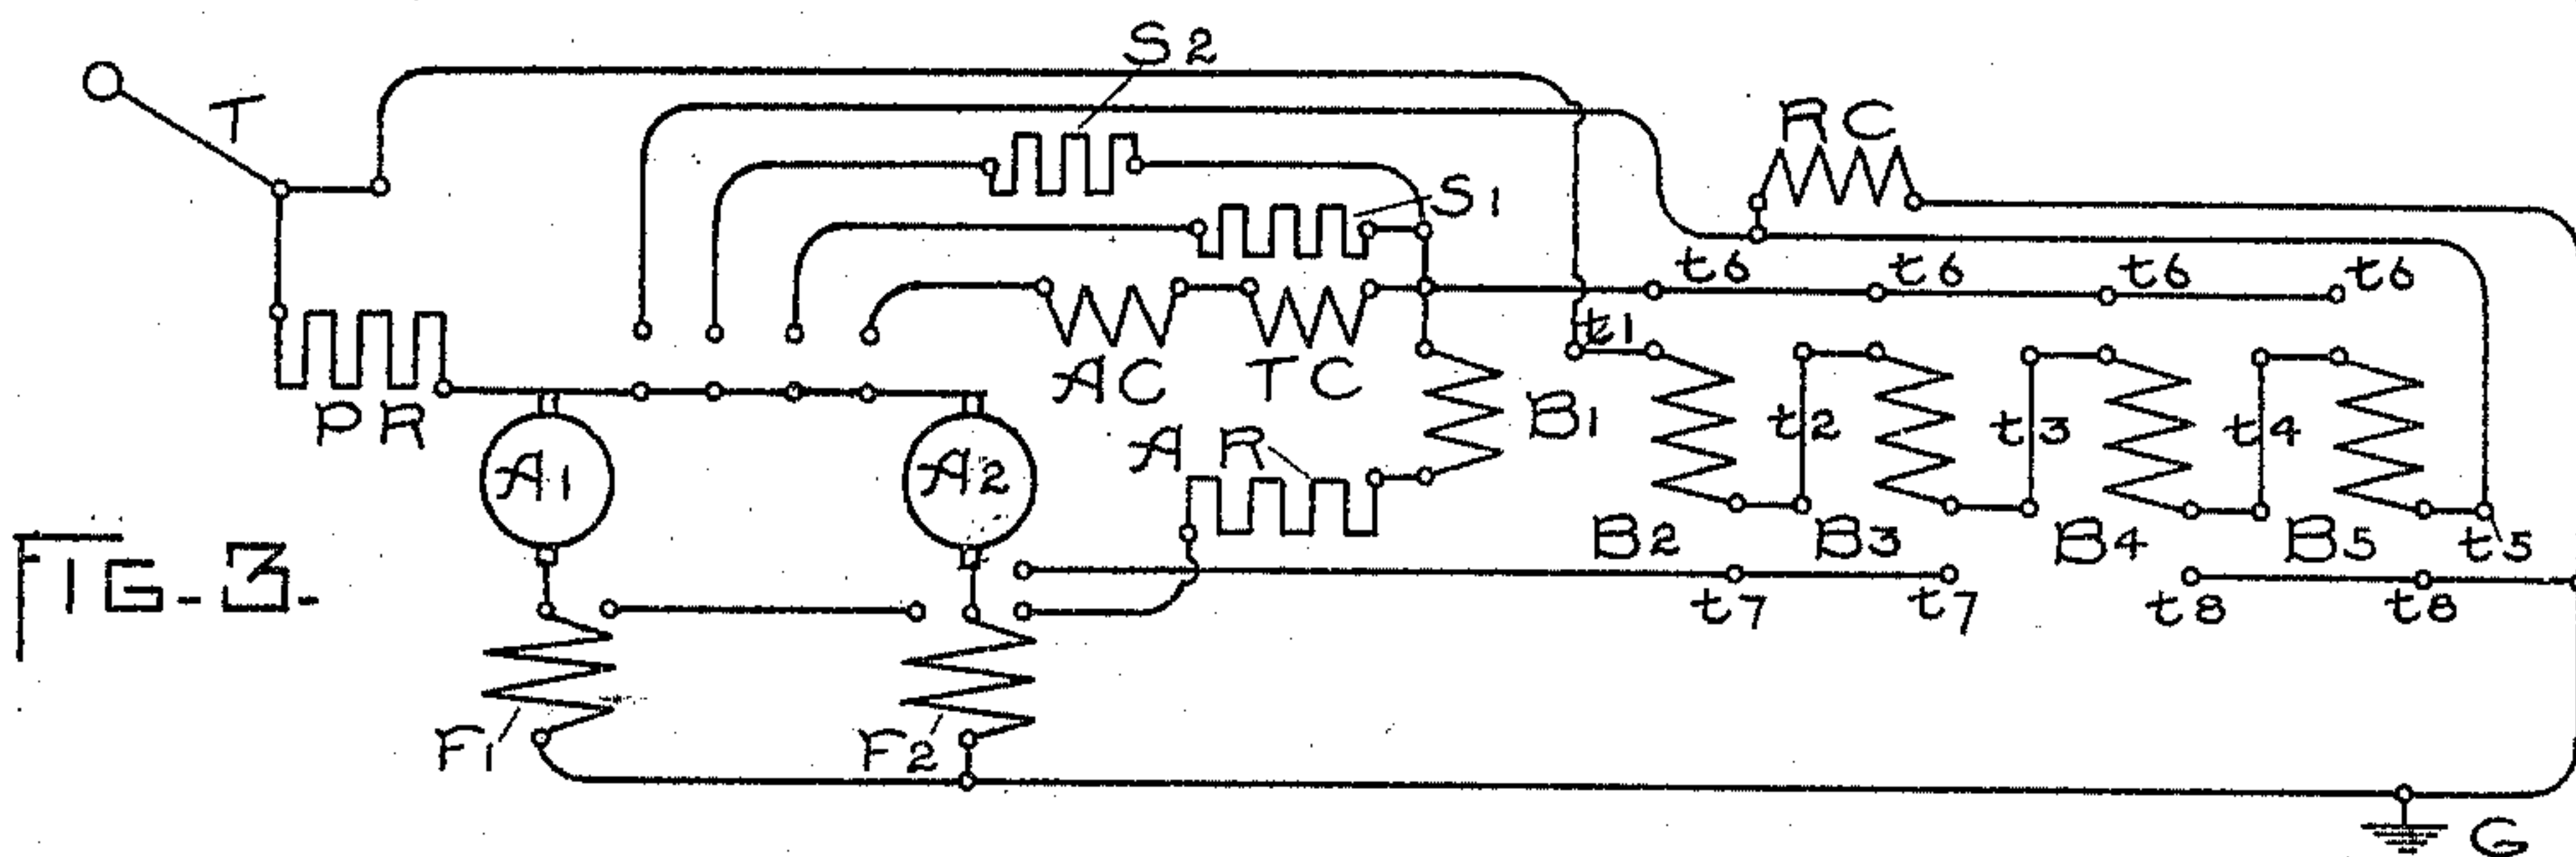 S2
T
RC
S1
t6 t6 t6 t6
t1
AC TC
PR
B1
t2 t3 t4
AR
A1 A2
FIG. 3.
B2 B3 B4 B5 t5
t7 t7 t8 t8
F1 F2
G